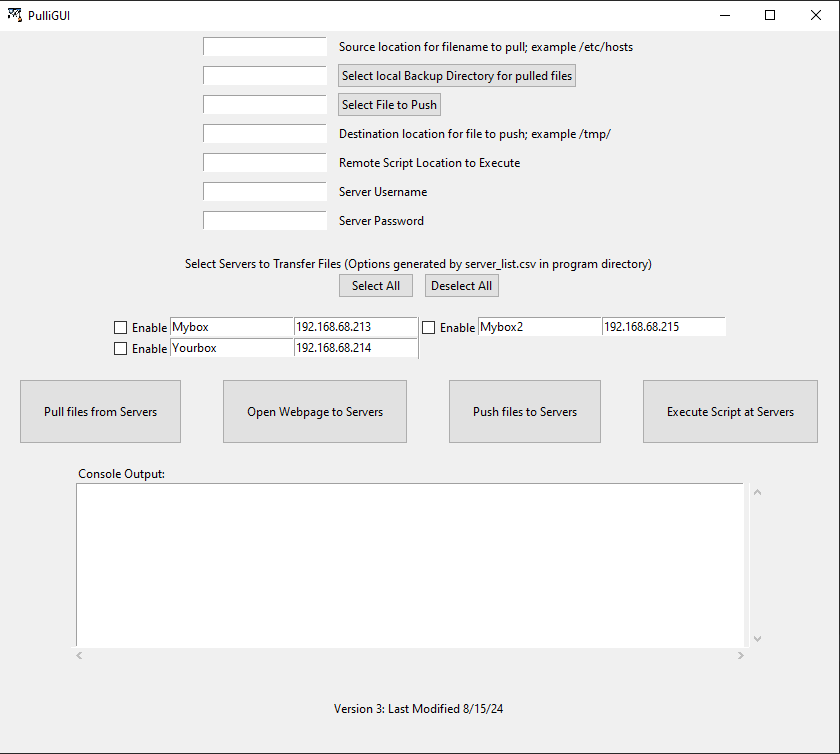 PulliGUI
Source location for filename to pull; example /etc/hosts
Select local Backup Directory for pulled files
Select File to Push
Destination location for file to push; example /tmp/
Remote Script Location to Execute
Server Username
Server Password
Select Servers to Transfer Files (Options generated by server_list.csv in program directory)
Select All Deselect All
Enable Mybox 192.168.68.213 Enable Mybox2 192.168.68.215
Enable Yourbox 192.168.68.214
Pull files from Servers Open Webpage to Servers Push files to Servers Execute Script at Servers
Console Output:
Version 3: Last Modified 8/15/24